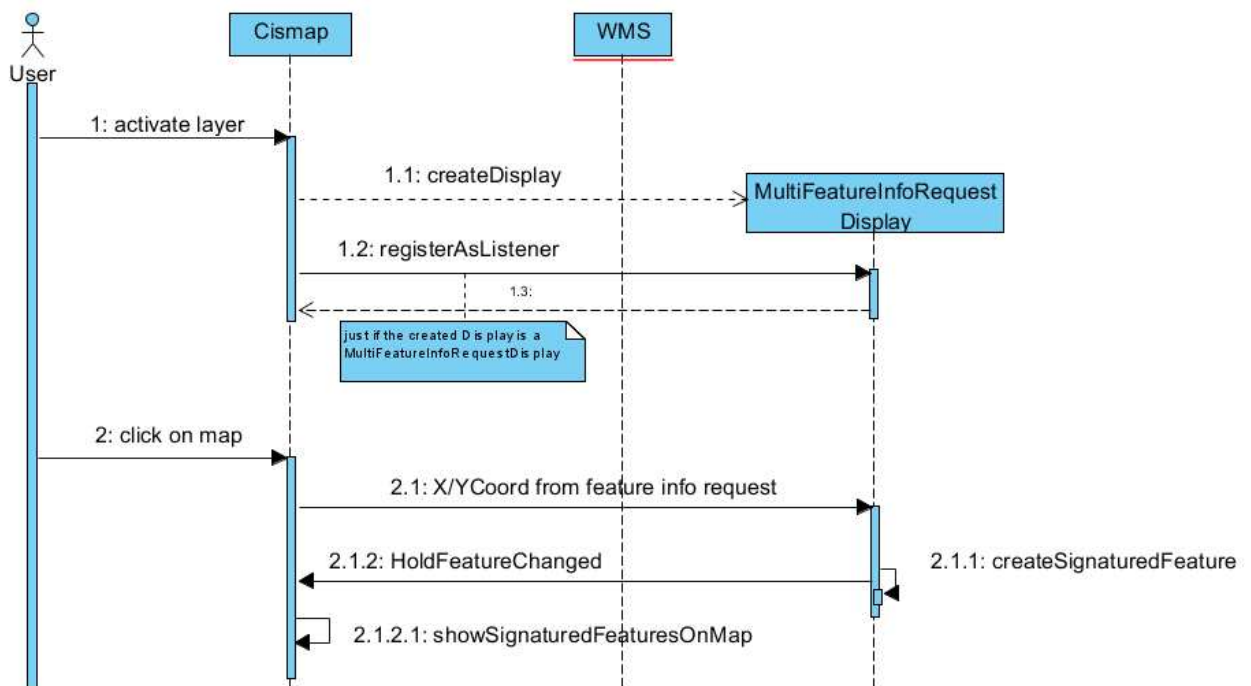 Cismap
WMS
User
1: activate layer
1.1: createDisplay
MultiFeatureInfoRequest
Display
1.2: registerAsListener
1.3:
just if the created Display is a
MultiFeatureInfoRequestDisplay
2: click on map
2.1: X/YCoord from feature info request
2.1.2: HoldFeatureChanged
2.1.1: createSignaturedFeature
2.1.2.1: showSignaturedFeaturesOnMap